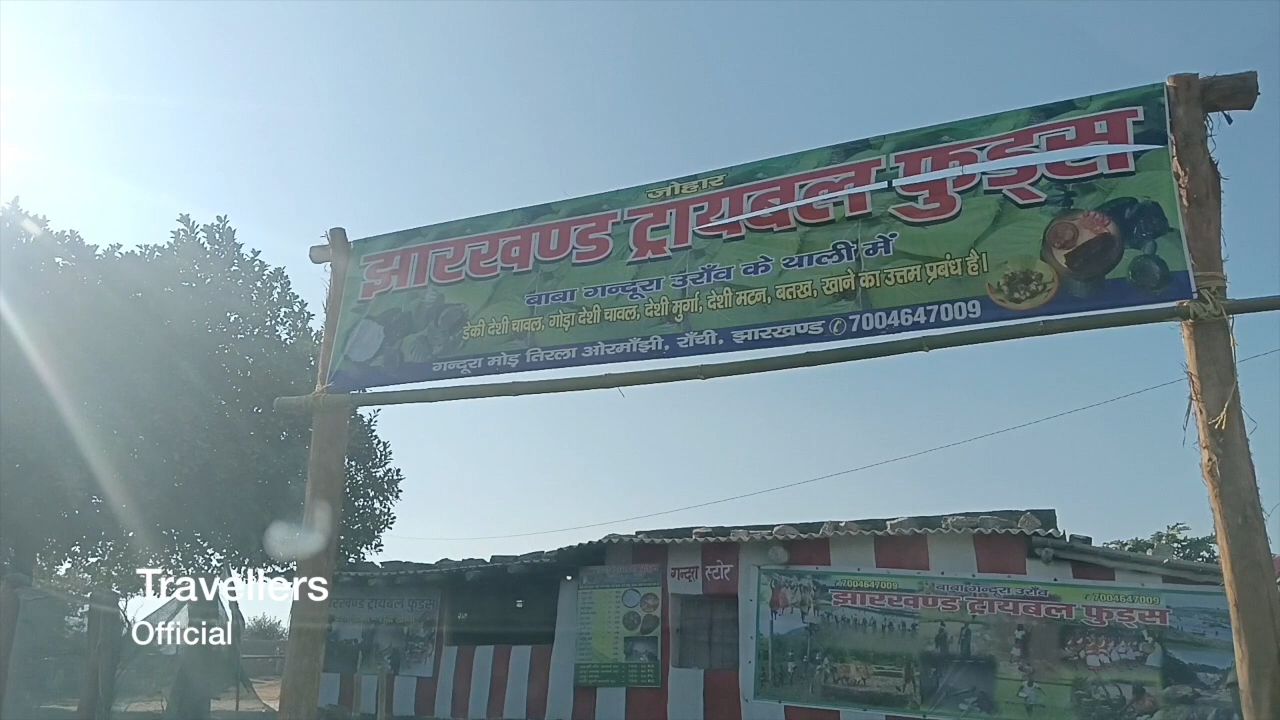 जोहार
झारखण्ड ट्रायबल फुड्स
बाबा गन्दूरा उराँव के थाली में
ढेकी देशी चावल, गोड़ा देशी चावल, देशी मुर्गा, देशी मटन, बतख, खाने का उत्तम प्रबंध है।
गन्दूरा मोड़ तिरला ओरमाँझी, राँची, झारखण्ड ✆7004647009
झारखण्ड ट्रायबल फुड्स
गन्दूरा स्टोर
7004647009 बाबा गन्दूरा उराँव 7004647009
झारखण्ड ट्रायबल फुड्स
Travellers
Official